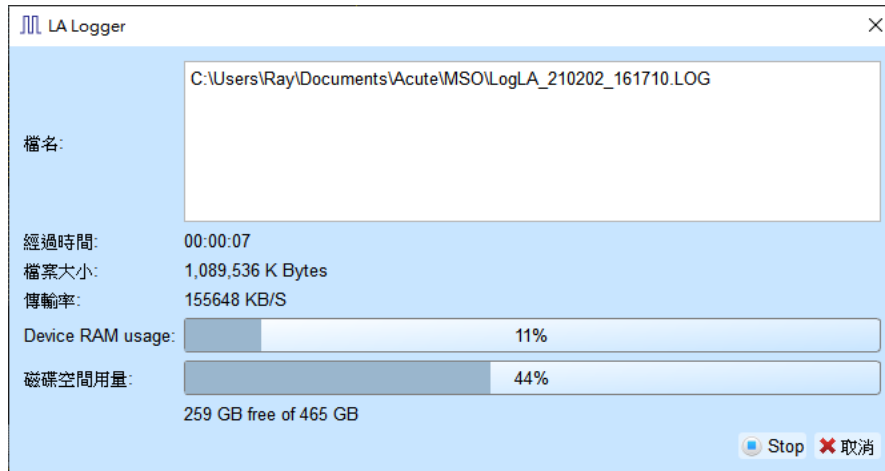 LA Logger
檔名:
C:\Users\Ray\Documents\Acute\MSO\LogLA_210202_161710.LOG
經過時間: 00:00:07
檔案大小: 1,089,536 K Bytes
傳輸率: 155648 KB/S
Device RAM usage: 11%
磁碟空間用量: 44%
259 GB free of 465 GB
Stop 取消